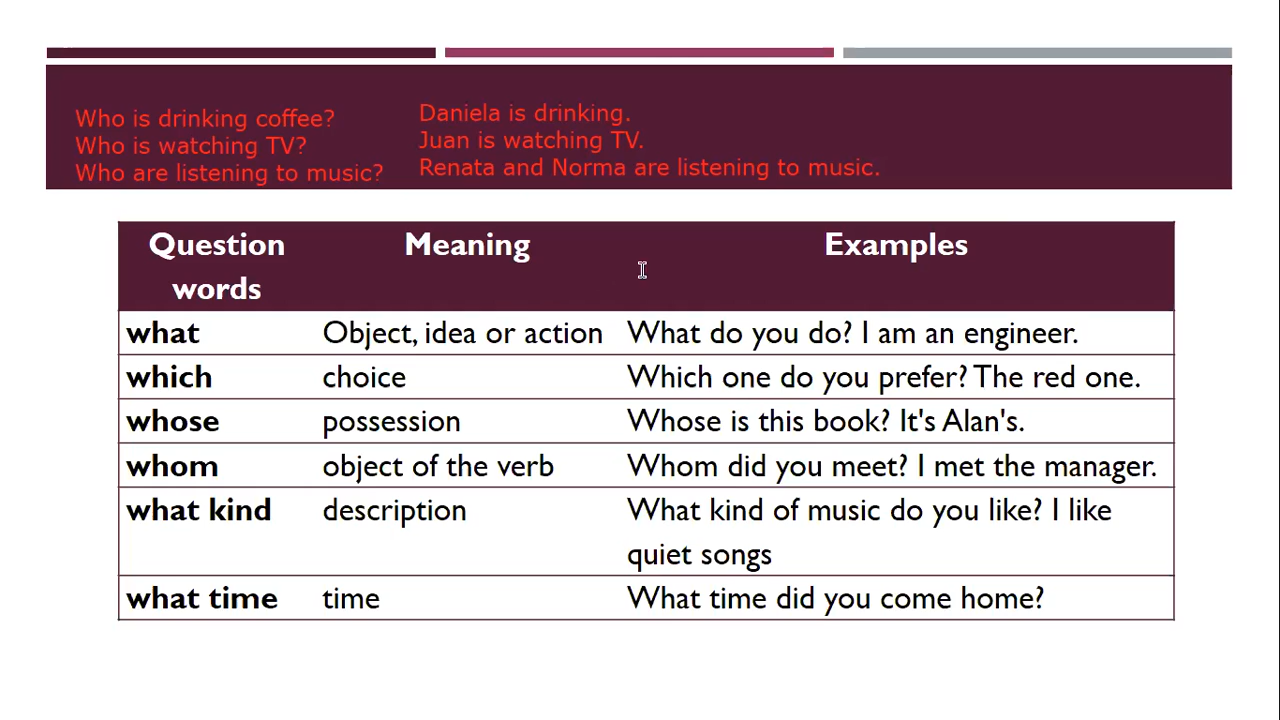 Who is drinking coffee?
Who is watching TV?
Who are listening to music?
Daniela is drinking.
Juan is watching TV.
Renata and Norma are listening to music.
Question words Meaning Examples
what Object, idea or action What do you do? I am an engineer.
which choice Which one do you prefer? The red one.
whose possession Whose is this book? It's Alan's.
whom object of the verb Whom did you meet? I met the manager.
what kind description What kind of music do you like? I like
quiet songs
what time time What time did you come home?